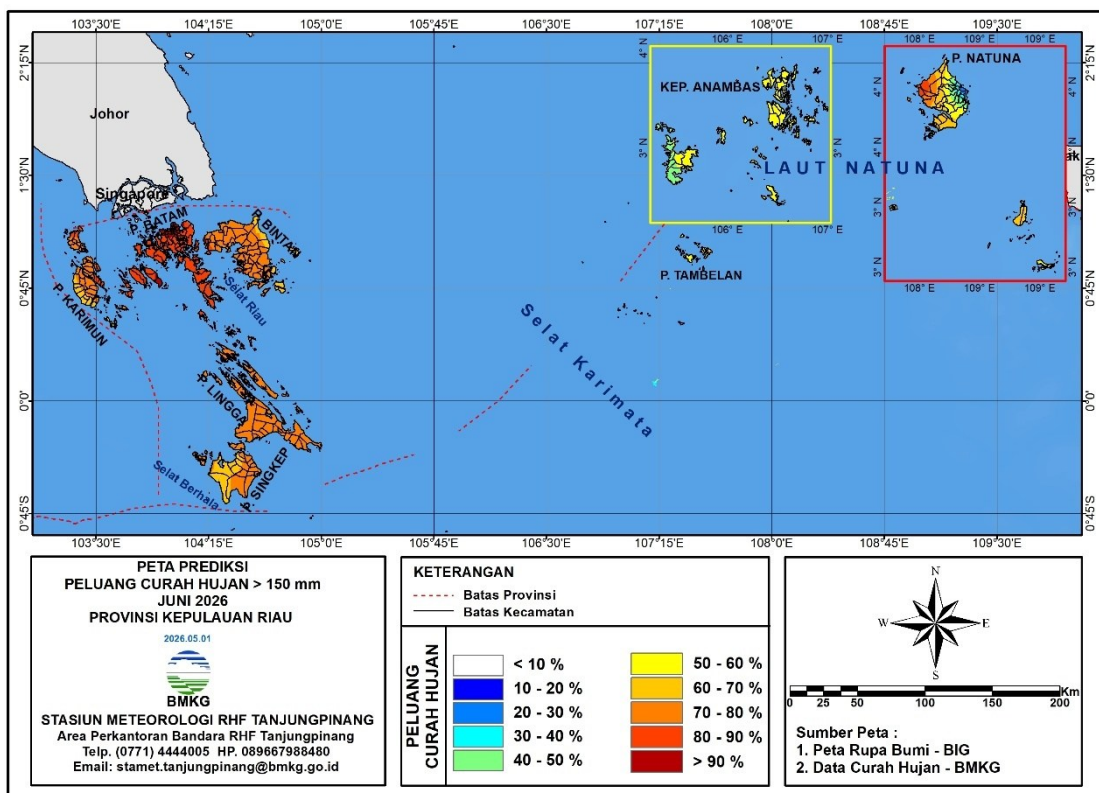 103°30'E 104°15'E 105°0'E 105°45'E 106°30'E 107°15'E 108°0'E 108°45'E 109°30'E
2°15'N
1°30'N
0°45'N
0°0'
0°45'S
106° E 107° E
4° N
3° N
3° N
106° E 107° E
108° E 109° E 109° E
4° N
4° N
4° N
4° N
3° N
3° N
3° N
3° N
108° E 109° E 109° E
Johor
Singapore
P. BATAM
P. BINTAN
P. KARIMUN
Selat Riau
P. LINGGA
P. SINGKEP
Selat Berhala
Selat Karimata
KEP. ANAMBAS
P. NATUNA
LAUT NATUNA
ak
P. TAMBELAN
103°30'E 104°15'E 105°0'E 105°45'E 106°30'E 107°15'E 108°0'E 108°45'E 109°30'E
PETA PREDIKSI
PELUANG CURAH HUJAN > 150 mm
JUNI 2026
PROVINSI KEPULAUAN RIAU
2026.05.01
BMKG
STASIUN METEOROLOGI RHF TANJUNGPINANG
Area Perkantoran Bandara RHF Tanjungpinang
Telp. (0771) 4444005 HP. 089667988480
Email: stamet.tanjungpinang@bmkg.go.id
KETERANGAN
Batas Provinsi
Batas Kecamatan
PELUANG
CURAH HUJAN
< 10 %
10 - 20 %
20 - 30 %
30 - 40 %
40 - 50 %
50 - 60 %
60 - 70 %
70 - 80 %
80 - 90 %
> 90 %
N
W E
S
Km
0 25 50 100 150 200
Sumber Peta :
1. Peta Rupa Bumi - BIG
2. Data Curah Hujan - BMKG